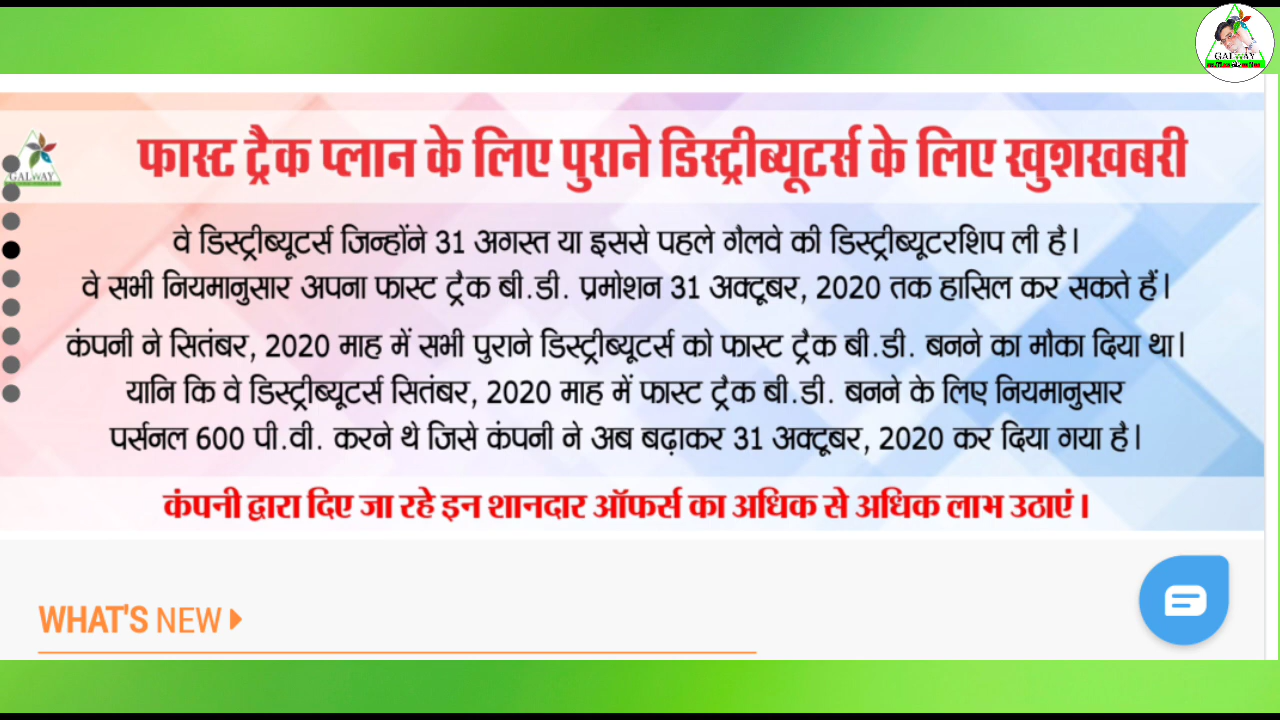 GALWAY
फास्ट ट्रैक प्लान के लिए पुराने डिस्ट्रीब्यूटर्स के लिए खुशखबरी
GALWAY
वे डिस्ट्रीब्यूटर्स जिन्होंने 31 अगस्त या इससे पहले गैलवे की डिस्ट्रीब्यूटरशिप ली है।
वे सभी नियमानुसार अपना फास्ट ट्रैक बी.डी. प्रमोशन 31 अक्टूबर, 2020 तक हासिल कर सकते हैं।
कंपनी ने सितंबर, 2020 माह में सभी पुराने डिस्ट्रीब्यूटर्स को फास्ट ट्रैक बी.डी. बनने का मौका दिया था।
यानि कि वे डिस्ट्रीब्यूटर्स सितंबर, 2020 माह में फास्ट ट्रैक बी.डी. बनने के लिए नियमानुसार
पर्सनल 600 पी.वी. करने थे जिसे कंपनी ने अब बढ़ाकर 31 अक्टूबर, 2020 कर दिया गया है।
कंपनी द्वारा दिए जा रहे इन शानदार ऑफर्स का अधिक से अधिक लाभ उठाएं।
WHAT'S NEW